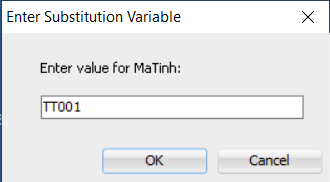 Enter Substitution Variable
Enter value for MaTinh:
TT001
OK
Cancel